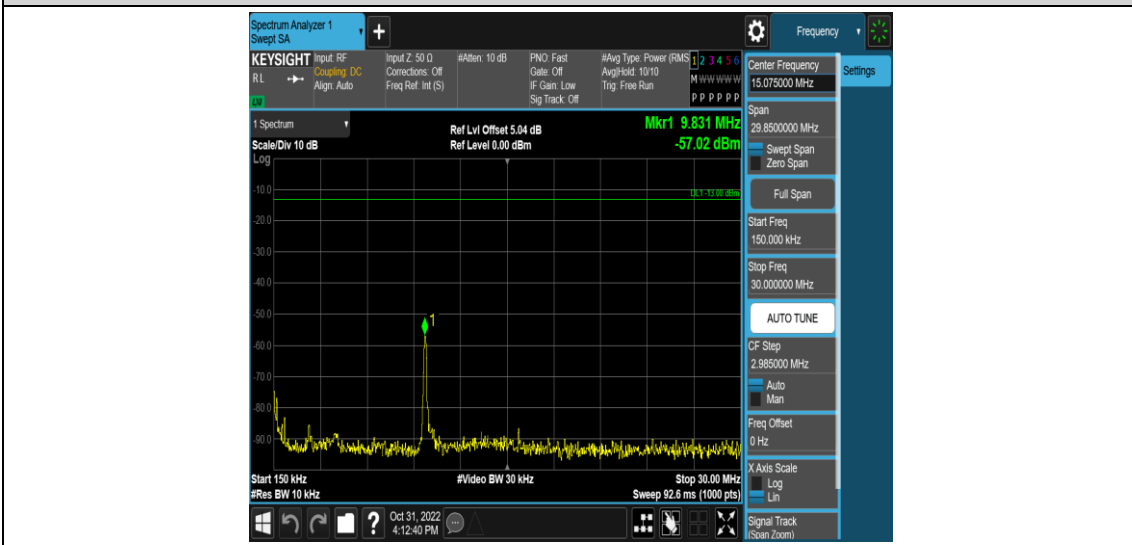 Spectrum Analyzer 1
Swept SA
+
Frequency
KEYSIGHT
RL
LXI
Input: RF
Coupling: DC
Align: Auto
Input Z: 50 Ω
Corrections: Off
Freq Ref: Int (S)
#Atten: 10 dB
PNO: Fast
Gate: Off
IF Gain: Low
Sig Track: Off
#Avg Type: Power (RMS
Avg|Hold: 10/10
Trig: Free Run
1 2 3 4 5 6
M W W W W W
P P P P P P
1 Spectrum
Scale/Div 10 dB
Log
Ref Lvl Offset 5.04 dB
Ref Level 0.00 dBm
Mkr1 9.831 MHz
-57.02 dBm
DL1 -13.00 dBm
-10.0
-20.0
-30.0
-40.0
-50.0
-60.0
-70.0
-80.0
-90.0
1
Start 150 kHz
#Res BW 10 kHz
#Video BW 30 kHz
Stop 30.00 MHz
Sweep 92.6 ms (1000 pts)
?
Oct 31, 2022
4:12:40 PM
Center Frequency
15.075000 MHz
Settings
Span
29.8500000 MHz
Swept Span
Zero Span
Full Span
Start Freq
150.000 kHz
Stop Freq
30.000000 MHz
AUTO TUNE
CF Step
2.985000 MHz
Auto
Man
Freq Offset
0 Hz
X Axis Scale
Log
Lin
Signal Track
(Span Zoom)